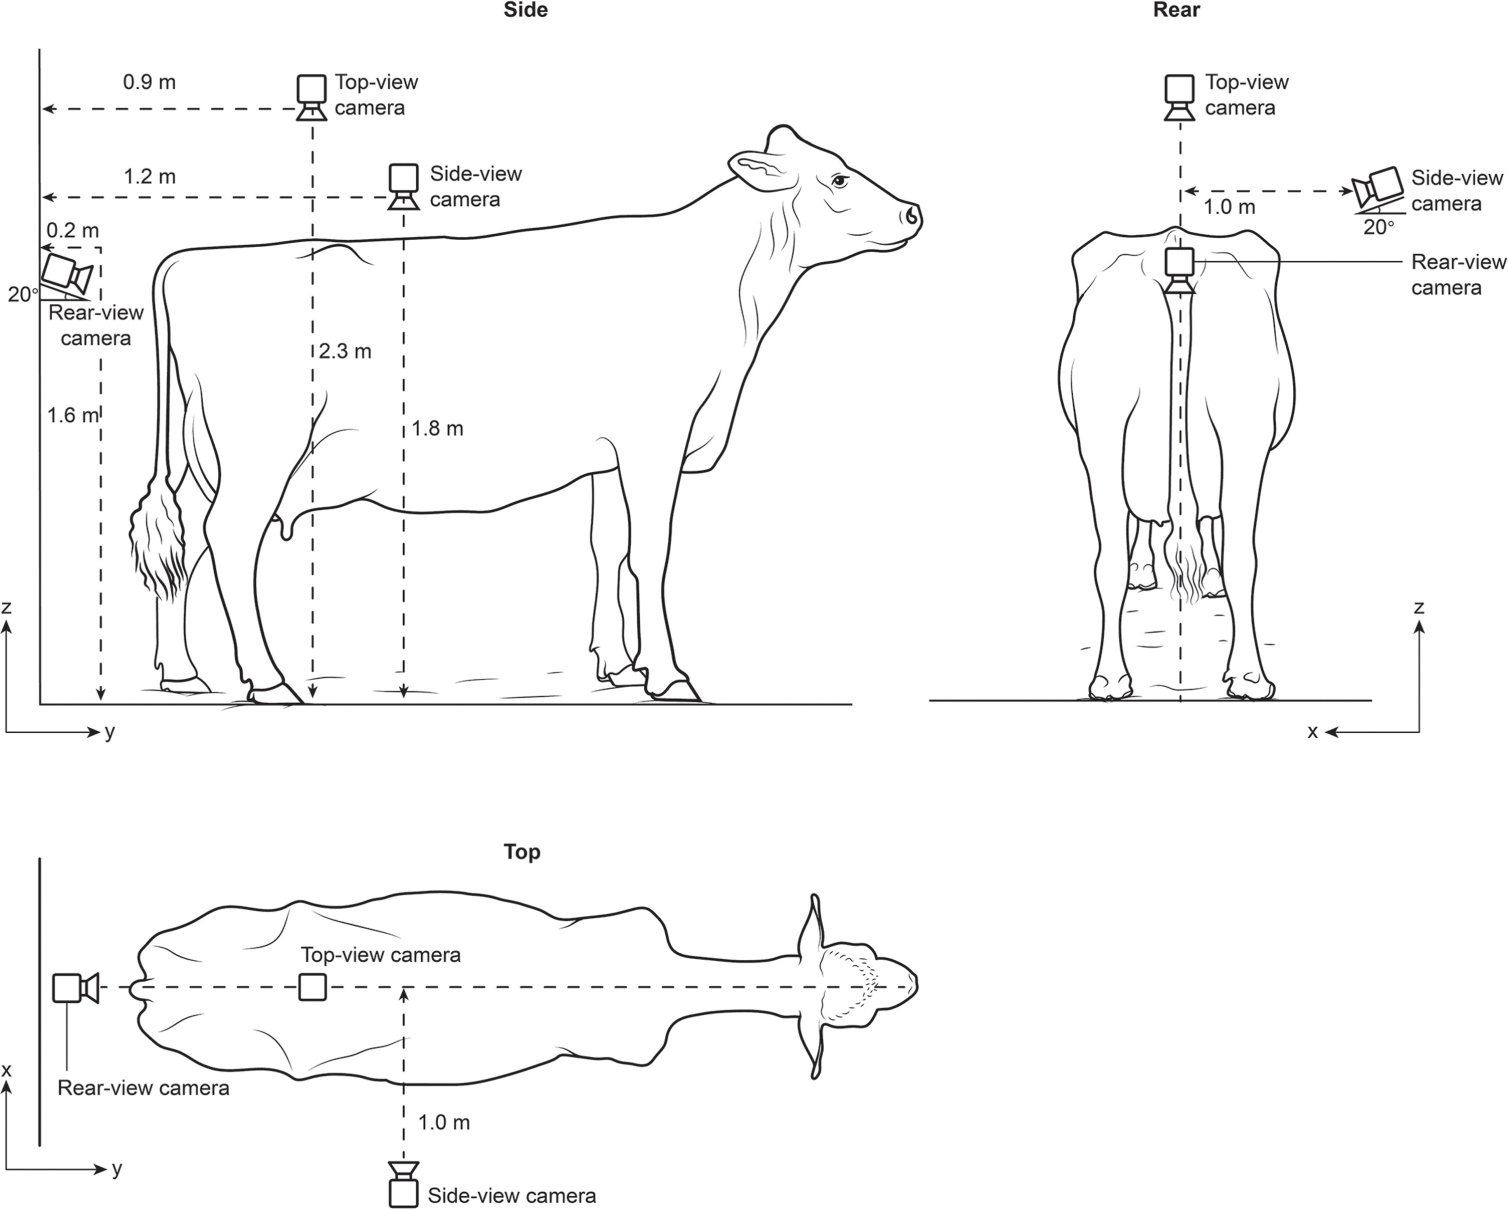 Side
Rear
0.9 m
Top-view
camera
1.2 m
Side-view
camera
0.2 m
20°
Rear-view
camera
2.3 m
1.6 m
1.8 m
z
y
Top-view
camera
Side-view
camera
1.0 m
20°
Rear-view
camera
z
x
Top
Top-view camera
Rear-view camera
1.0 m
Side-view camera
x
y